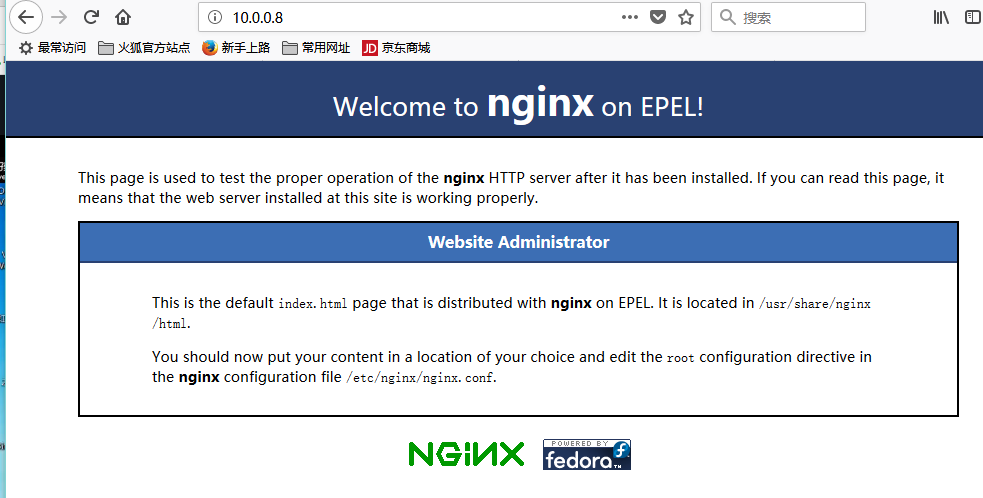 10.0.0.8
搜索
最常访问 火狐官方站点 新手上路 常用网址 JD 京东商城
Welcome to nginx on EPEL!
This page is used to test the proper operation of the nginx HTTP server after it has been installed. If you can read this page, it
means that the web server installed at this site is working properly.
Website Administrator
This is the default index.html page that is distributed with nginx on EPEL. It is located in /usr/share/nginx
/html.
You should now put your content in a location of your choice and edit the root configuration directive in
the nginx configuration file /etc/nginx/nginx.conf.
NGINX
POWERED BY
fedora™